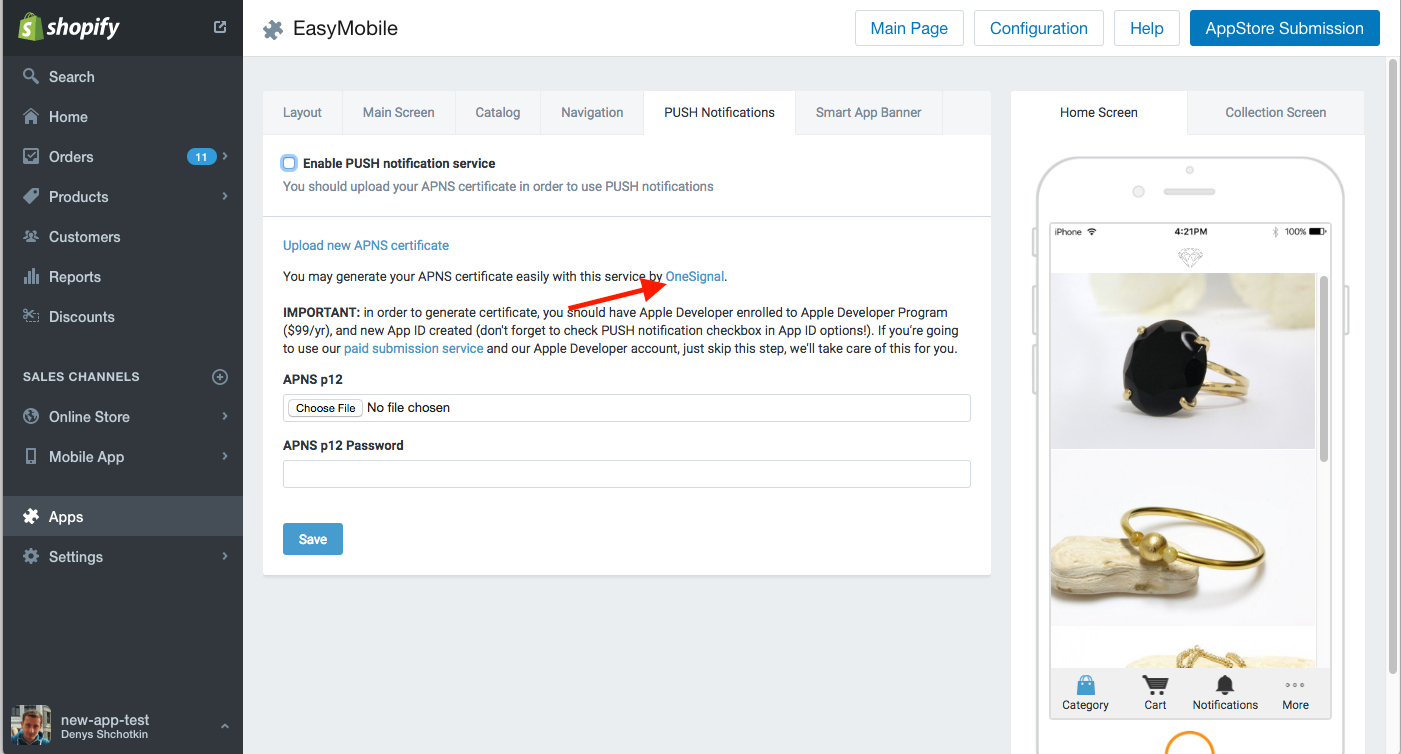 shopify
Search
Home
Orders 11
Products
Customers
Reports
Discounts
SALES CHANNELS
Online Store
Mobile App
Apps
Settings
new-app-test
Denys Shchotkin
EasyMobile
Main Page
Configuration
Help
AppStore Submission
Layout
Main Screen
Catalog
Navigation
PUSH Notifications
Smart App Banner
Enable PUSH notification service
You should upload your APNS certificate in order to use PUSH notifications
Upload new APNS certificate
You may generate your APNS certificate easily with this service by OneSignal.
IMPORTANT: in order to generate certificate, you should have Apple Developer enrolled to Apple Developer Program
($99/yr), and new App ID created (don't forget to check PUSH notification checkbox in App ID options!). If you're going
to use our paid submission service and our Apple Developer account, just skip this step, we'll take care of this for you.
APNS p12
Choose File No file chosen
APNS p12 Password
Save
Home Screen
Collection Screen
iPhone 4:21PM 100%
Category
Cart
Notifications
More